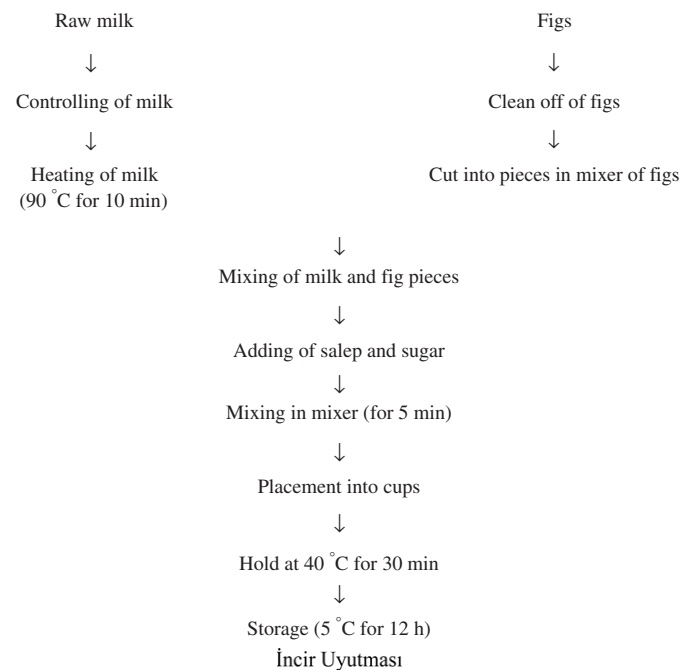 Raw milk
↓
Controlling of milk
↓
Heating of milk
(90 °C for 10 min)
Figs
↓
Clean off of figs
↓
Cut into pieces in mixer of figs
↓
Mixing of milk and fig pieces
↓
Adding of salep and sugar
↓
Mixing in mixer (for 5 min)
↓
Placement into cups
↓
Hold at 40 °C for 30 min
↓
Storage (5 °C for 12 h)
İncir Uyutması